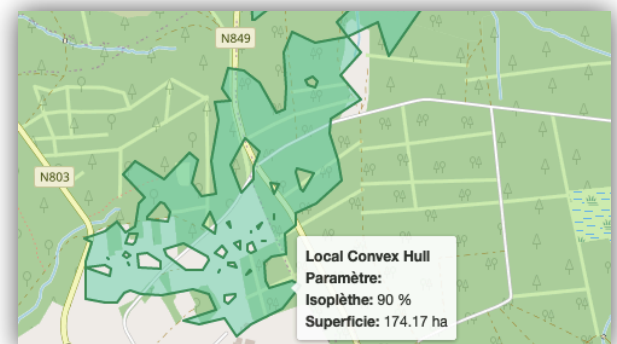 N849
N803
Local Convex Hull
Paramètre:
Isoplèthe: 90 %
Superficie: 174.17 ha